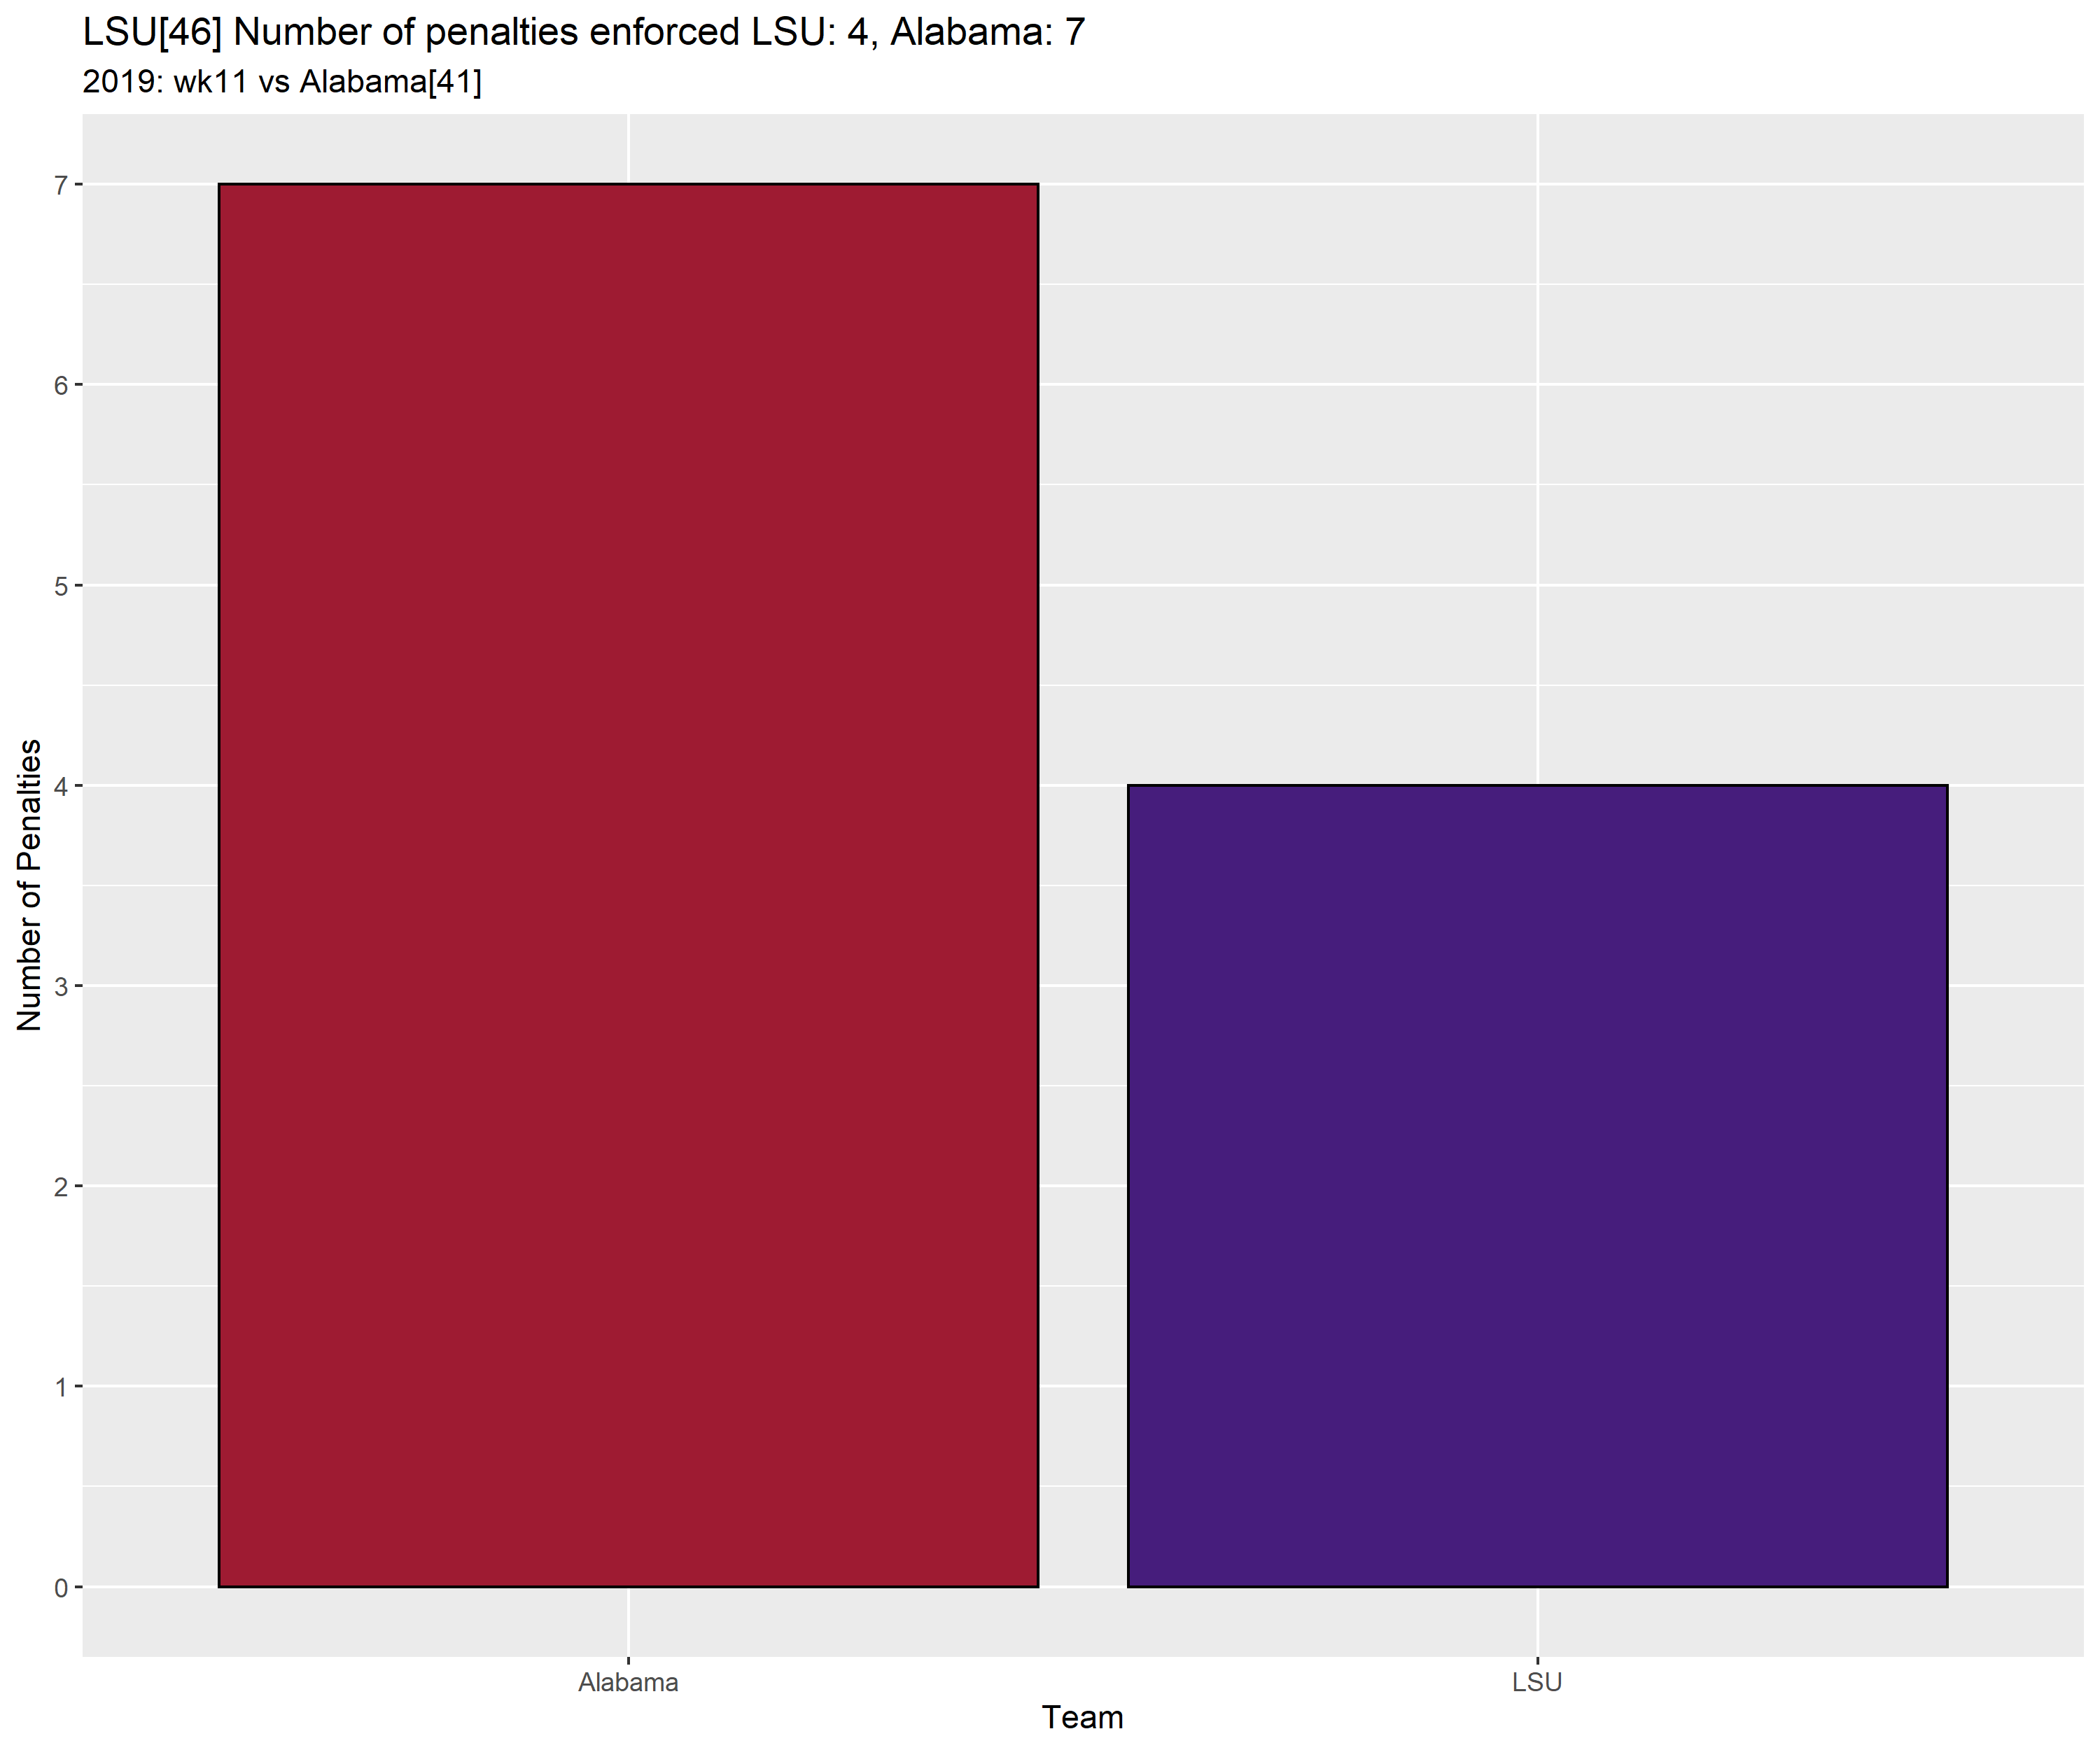 LSU[46] Number of penalties enforced LSU: 4, Alabama: 7
2019: wk11 vs Alabama[41]
Number of Penalties
7
6
5
4
3
2
1
0
Alabama
LSU
Team